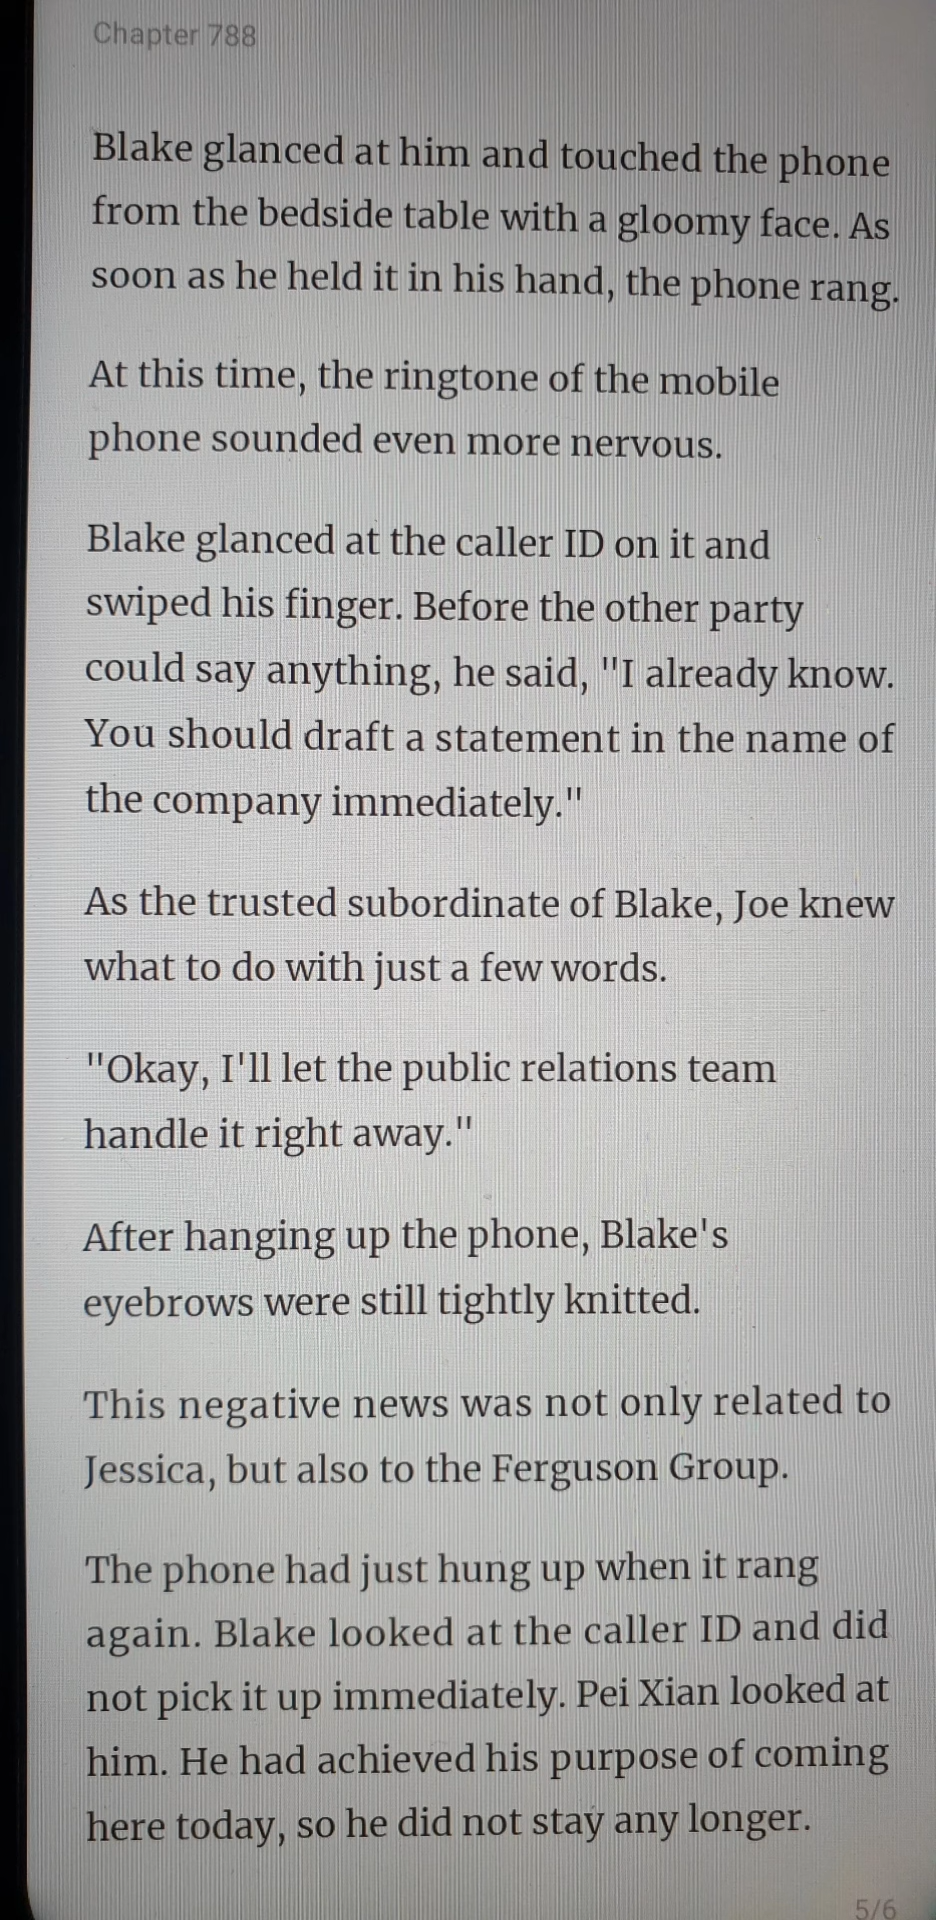 Chapter 788
Blake glanced at him and touched the phone
from the bedside table with a gloomy face. As
soon as he held it in his hand, the phone rang.
At this time, the ringtone of the mobile
phone sounded even more nervous.
Blake glanced at the caller ID on it and
swiped his finger. Before the other party
could say anything, he said, "I already know.
You should draft a statement in the name of
the company immediately."
As the trusted subordinate of Blake, Joe knew
what to do with just a few words.
"Okay, I'll let the public relations team
handle it right away."
After hanging up the phone, Blake's
eyebrows were still tightly knitted.
This negative news was not only related to
Jessica, but also to the Ferguson Group.
The phone had just hung up when it rang
again. Blake looked at the caller ID and did
not pick it up immediately. Pei Xian looked at
him. He had achieved his purpose of coming
here today, so he did not stay any longer.
5/6